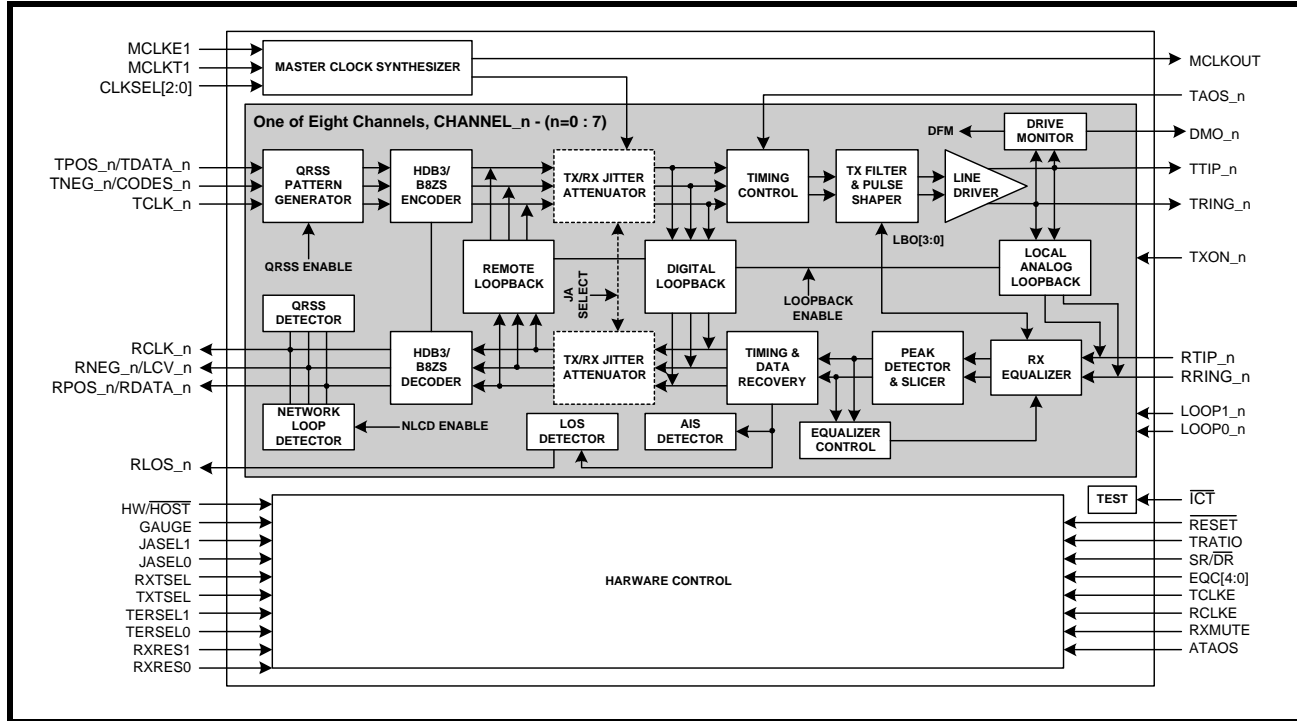 MCLKE1
MCLKT1
CLKSEL[2:0]
MASTER CLOCK SYNTHESIZER
MCLKOUT
TAOS_n
One of Eight Channels, CHANNEL_n - (n=0 : 7)
DFM
DRIVE
MONITOR
DMO_n
TPOS_n/TDATA_n
TNEG_n/CODES_n
TCLK_n
QRSS
PATTERN
GENERATOR
HDB3/
B8ZS
ENCODER
TX/RX JITTER
ATTENUATOR
TIMING
CONTROL
TX FILTER
& PULSE
SHAPER
LINE
DRIVER
TTIP_n
TRING_n
QRSS ENABLE
REMOTE
LOOPBACK
JA
SELECT
DIGITAL
LOOPBACK
LOOPBACK
ENABLE
LBO[3:0]
LOCAL
ANALOG
LOOPBACK
TXON_n
QRSS
DETECTOR
RCLK_n
RNEG_n/LCV_n
RPOS_n/RDATA_n
HDB3/
B8ZS
DECODER
TX/RX JITTER
ATTENUATOR
TIMING &
DATA
RECOVERY
PEAK
DETECTOR
& SLICER
RX
EQUALIZER
RTIP_n
RRING_n
NETWORK
LOOP
DETECTOR
NLCD ENABLE
LOS
DETECTOR
AIS
DETECTOR
EQUALIZER
CONTROL
LOOP1_n
LOOP0_n
RLOS_n
TEST
ICT
HW/HOST
GAUGE
JASEL1
JASEL0
RXTSEL
TXTSEL
TERSEL1
TERSEL0
RXRES1
RXRES0
HARWARE CONTROL
RESET
TRATIO
SR/DR
EQC[4:0]
TCLKE
RCLKE
RXMUTE
ATAOS